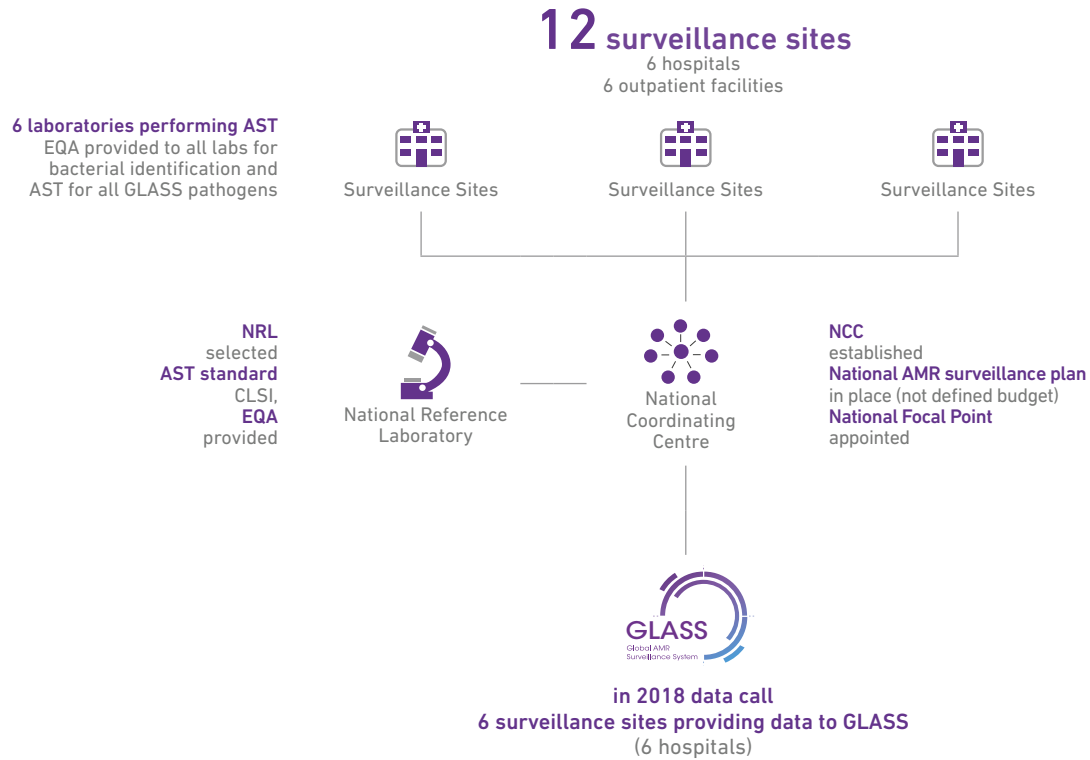 12 surveillance sites
6 hospitals
6 outpatient facilities
6 laboratories performing AST
EQA provided to all labs for
bacterial identification and
AST for all GLASS pathogens
Surveillance Sites
Surveillance Sites
Surveillance Sites
NRL
selected
AST standard
CLSI,
EQA
provided
National Reference
Laboratory
National
Coordinating
Centre
NCC
established
National AMR surveillance plan
in place (not defined budget)
National Focal Point
appointed
GLASS
Global AMR
Surveillance System
in 2018 data call
6 surveillance sites providing data to GLASS
(6 hospitals)